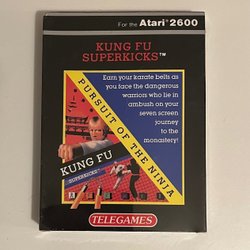 For the Atari® 2600
KUNG FU
SUPERKICKS™
Earn your karate belts as
you face the dangerous
warriors who lie in
ambush on your
seven screen
journey
to the
monastery!
PURSUIT OF THE NINJA
KUNG FU
SUPERKICKS
TELEGAMES